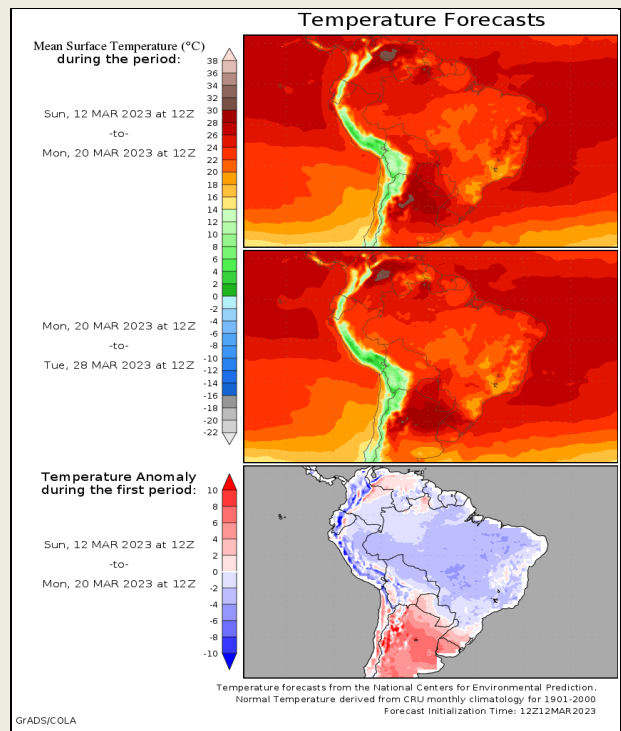 Temperature Forecasts
Mean Surface Temperature (°C)
during the period:
Sun, 12 MAR 2023 at 12Z
-to-
Mon, 20 MAR 2023 at 12Z
38
36
34
32
30
28
26
24
22
20
18
16
14
12
10
8
6
4
2
0
-2
-4
-6
-8
-10
-12
-14
-16
-18
-20
-22
Mon, 20 MAR 2023 at 12Z
-to-
Tue, 28 MAR 2023 at 12Z
Temperature Anomaly
during the first period:
Sun, 12 MAR 2023 at 12Z
-to-
Mon, 20 MAR 2023 at 12Z
10
8
6
4
2
0
-2
-4
-6
-8
-10
Temperature forecasts from the National Centers for Environmental Prediction.
Normal Temperature derived from CRU monthly climatology for 1901-2000
Forecast Initialization Time: 12Z12MAR2023
GrADS/COLA